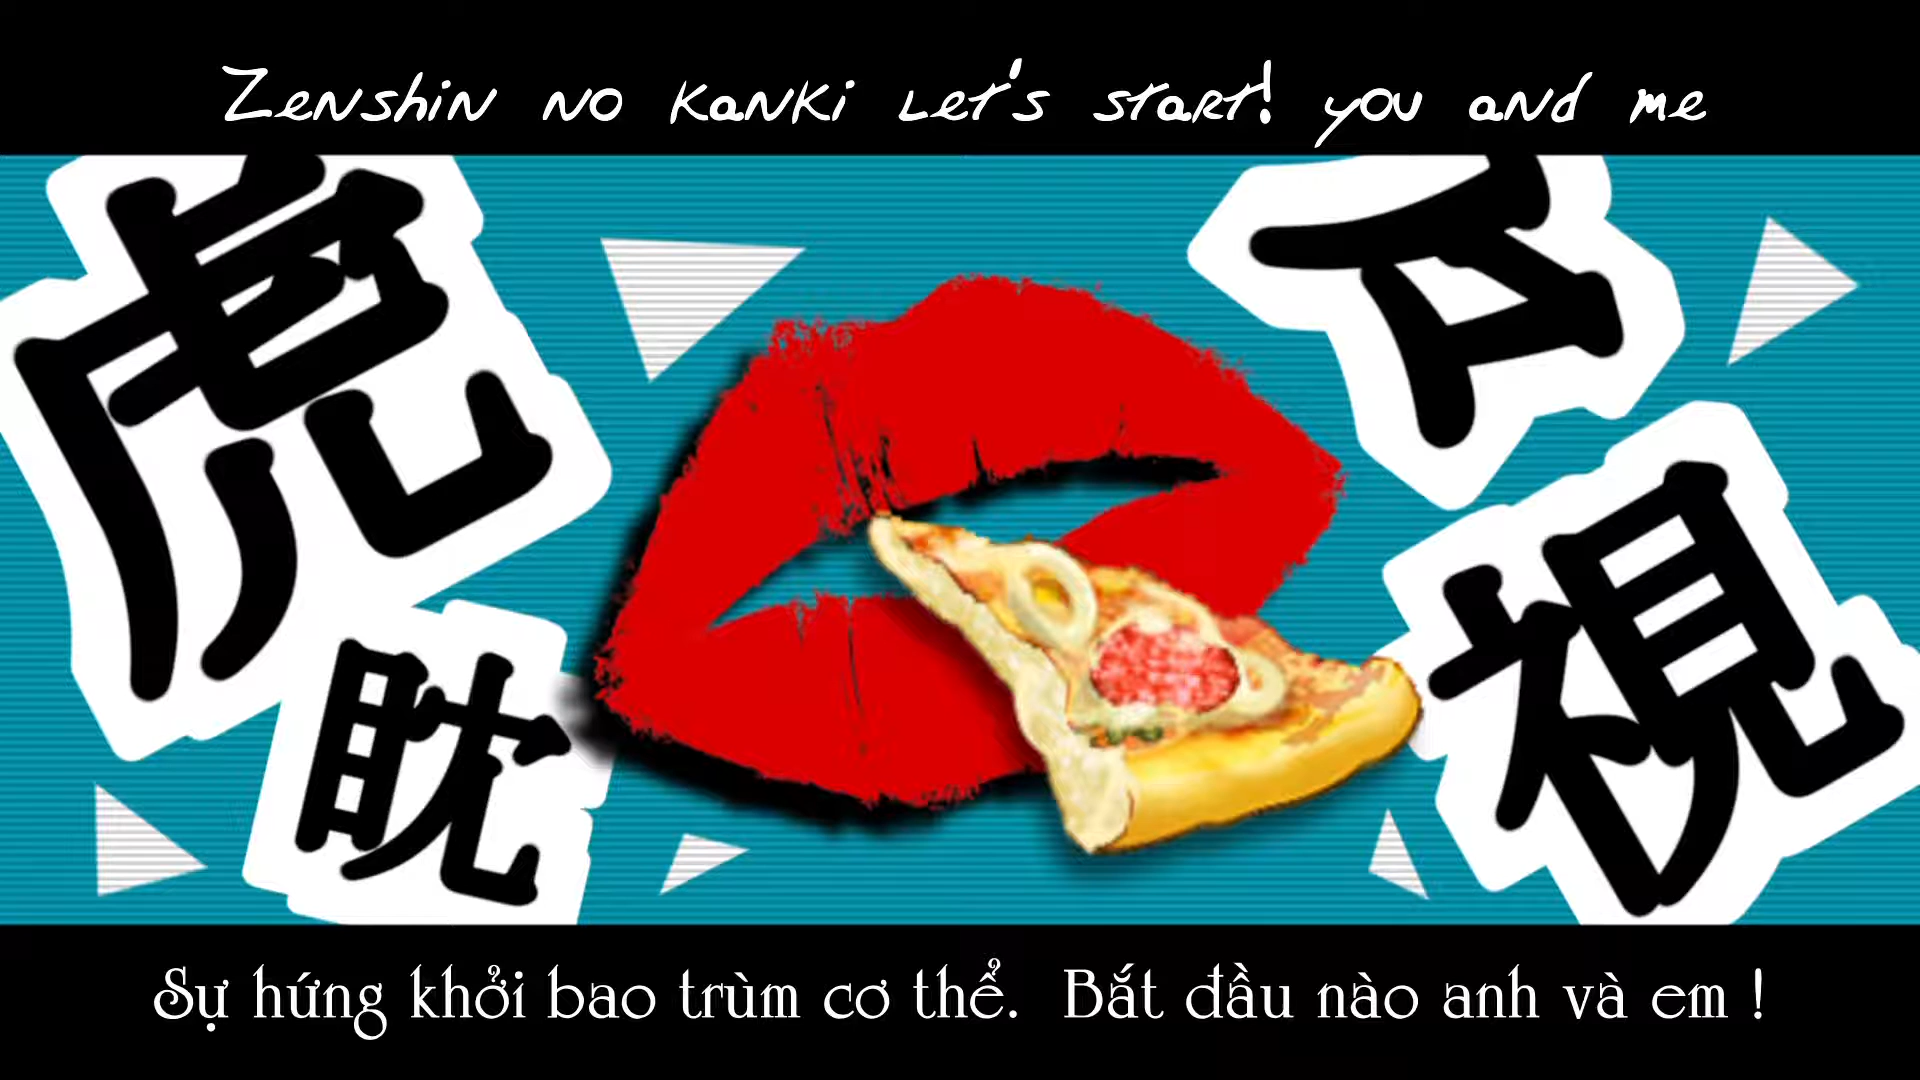 Zenshin no kanki Let's start! you and me
虎
視
眈
々
Sự hứng khởi bao trùm cơ thể. Bắt đầu nào anh và em !